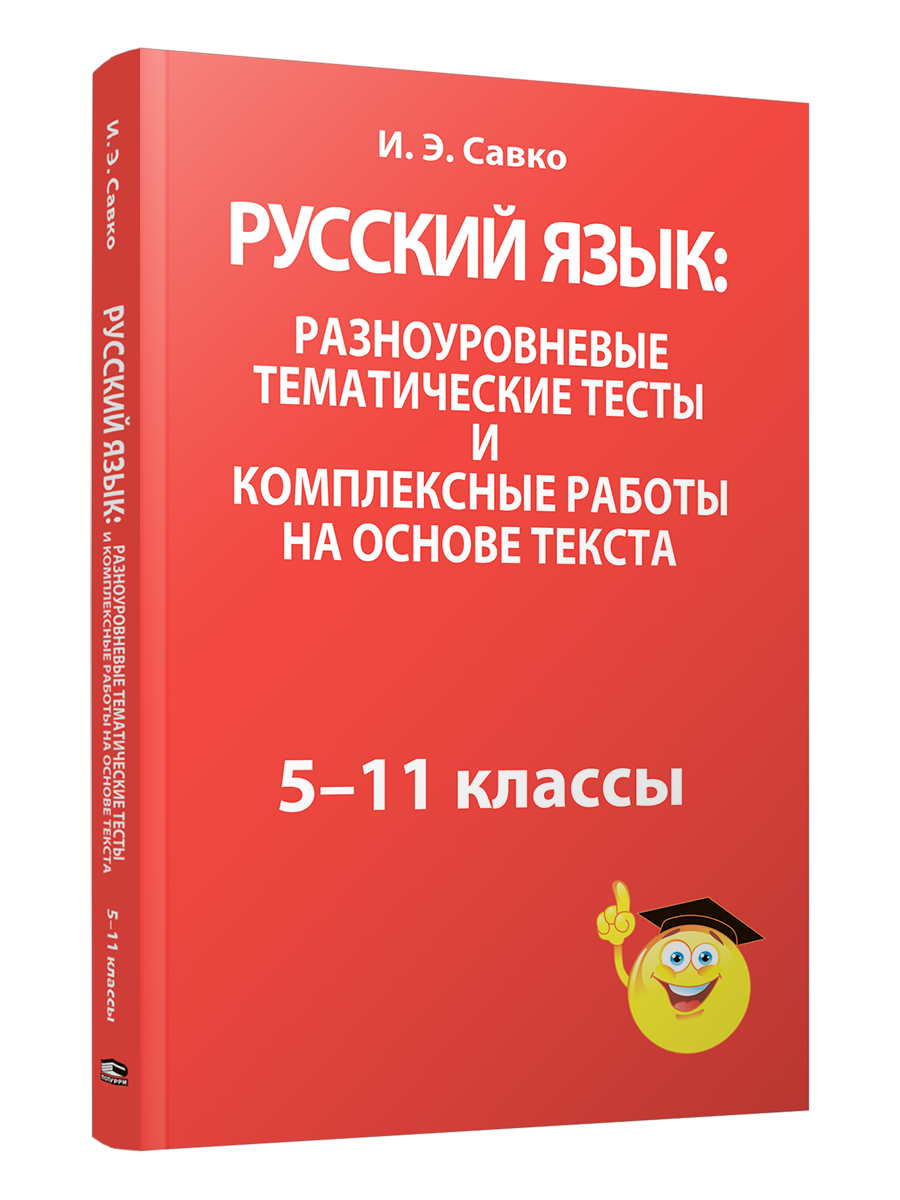 И. Э. Савко
РУССКИЙ ЯЗЫК:
РАЗНОУРОВНЕВЫЕ
ТЕМАТИЧЕСКИЕ ТЕСТЫ
И
КОМПЛЕКСНЫЕ РАБОТЫ
НА ОСНОВЕ ТЕКСТА
5–11 классы
И. Э. Савко
РУССКИЙ ЯЗЫК:
РАЗНОУРОВНЕВЫЕ ТЕМАТИЧЕСКИЕ ТЕСТЫ
И КОМПЛЕКСНЫЕ РАБОТЫ НА ОСНОВЕ ТЕКСТА
5–11 классы
ПОПУРРИ